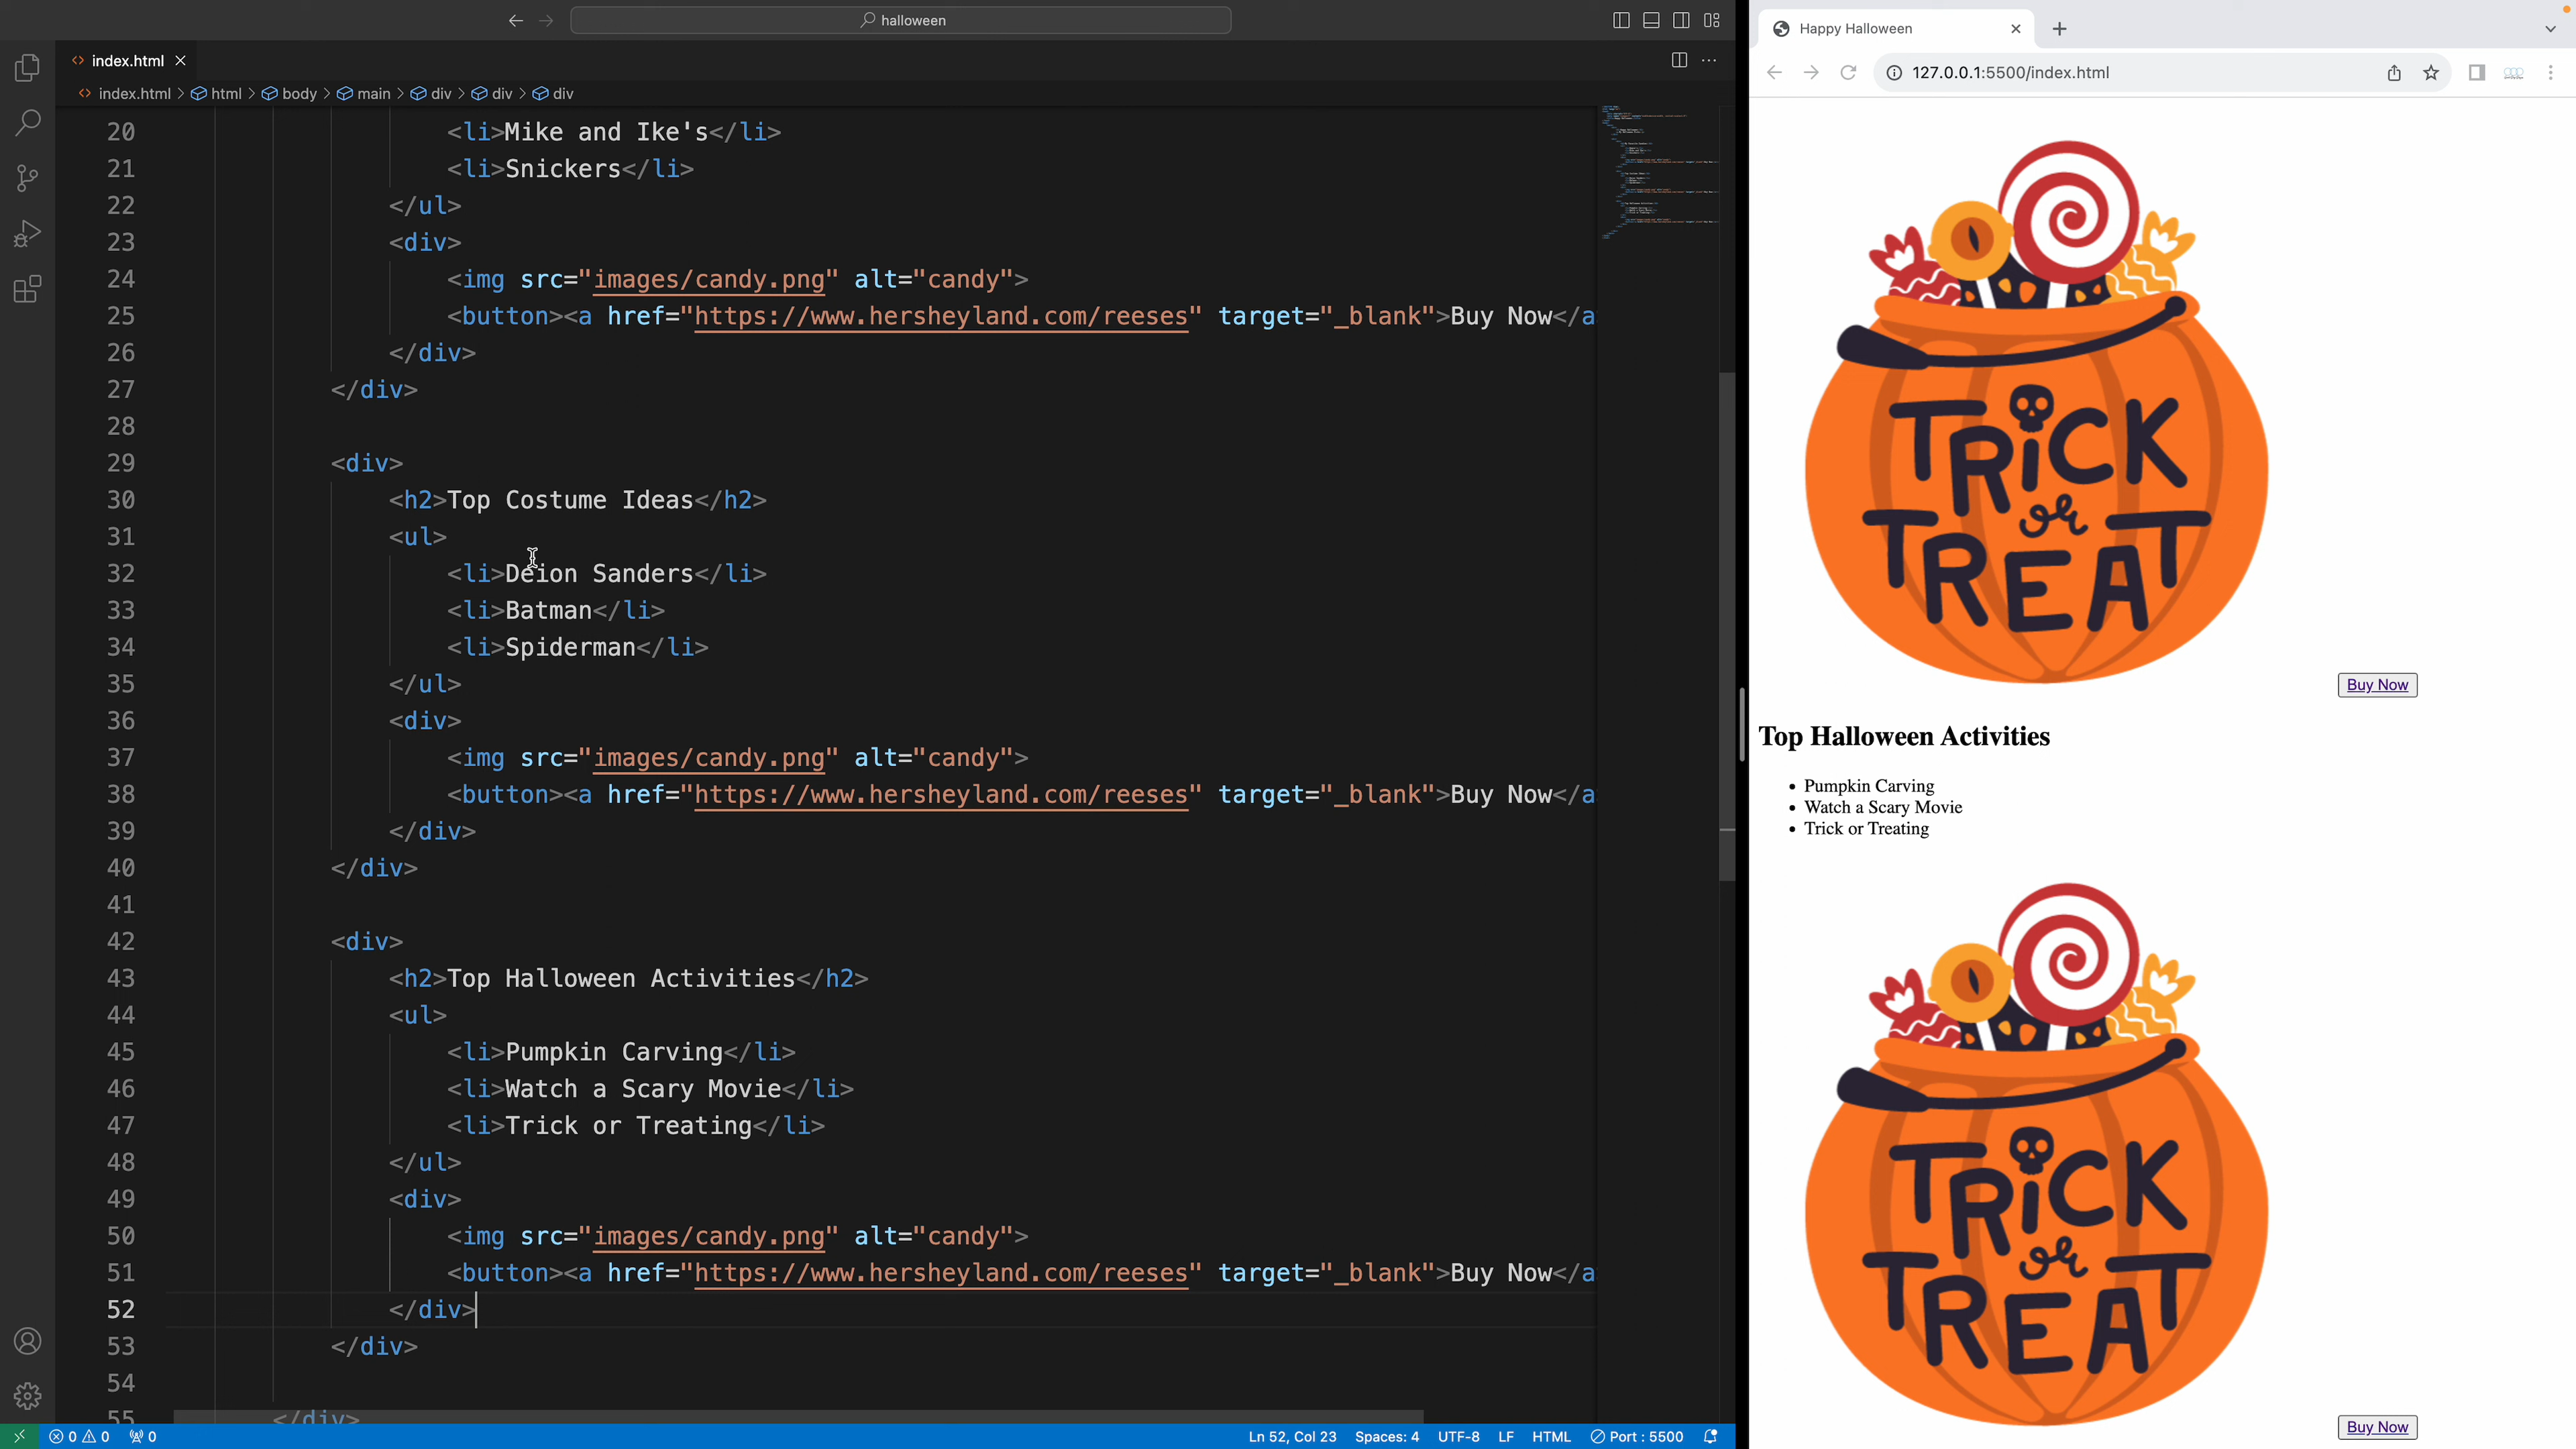 halloween
index.html
index.html > html > body > main > div > div > div
20 <li>Mike and Ike's</li>
21 <li>Snickers</li>
22 </ul>
23 <div>
24 <img src="images/candy.png" alt="candy">
25 <button><a href="https://www.hersheyland.com/reeses" target="_blank">Buy Now</a
26 </div>
27 </div>
28
29 <div>
30 <h2>Top Costume Ideas</h2>
31 <ul>
32 <li>Deion Sanders</li>
33 <li>Batman</li>
34 <li>Spiderman</li>
35 </ul>
36 <div>
37 <img src="images/candy.png" alt="candy">
38 <button><a href="https://www.hersheyland.com/reeses" target="_blank">Buy Now</a
39 </div>
40 </div>
41
42 <div>
43 <h2>Top Halloween Activities</h2>
44 <ul>
45 <li>Pumpkin Carving</li>
46 <li>Watch a Scary Movie</li>
47 <li>Trick or Treating</li>
48 </ul>
49 <div>
50 <img src="images/candy.png" alt="candy">
51 <button><a href="https://www.hersheyland.com/reeses" target="_blank">Buy Now</a
52 </div>
53 </div>
54
55 </div>
0 0 0
Ln 52, Col 23 Spaces: 4 UTF-8 LF HTML Port : 5500
Happy Halloween
127.0.0.1:5500/index.html
TRiCK
or
TREAT
Buy Now
Top Halloween Activities
• Pumpkin Carving
• Watch a Scary Movie
• Trick or Treating
TRiCK
or
TREAT
Buy Now